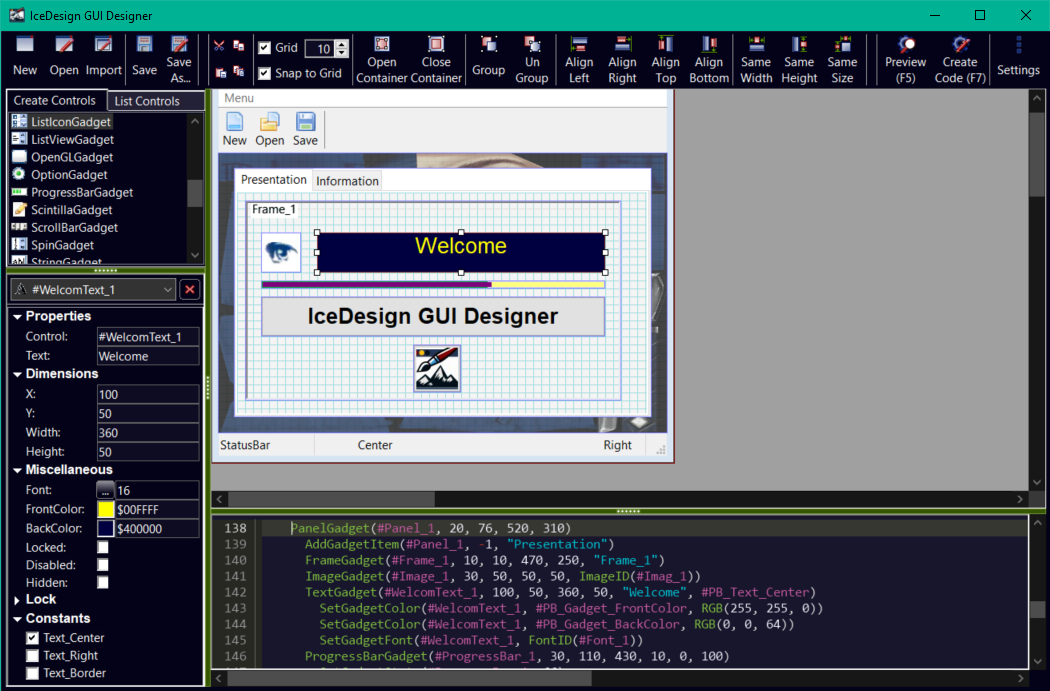 IceDesign GUI Designer
New Open Import Save Save As...
Grid 10
Snap to Grid
Open Container Close Container Group Un Group
Align Left Align Right Align Top Align Bottom
Same Width Same Height Same Size
Preview (F5) Create Code (F7) Settings
Create Controls List Controls
ListIconGadget
ListViewGadget
OpenGLGadget
OptionGadget
ProgressBarGadget
ScintillaGadget
ScrollBarGadget
SpinGadget
StringGadget
#WelcomText_1
Properties
Control: #WelcomText_1
Text: Welcome
Dimensions
X: 100
Y: 50
Width: 360
Height: 50
Miscellaneous
Font: ... 16
FrontColor: $00FFFF
BackColor: $400000
Locked:
Disabled:
Hidden:
Lock
Constants
Text_Center
Text_Right
Text_Border
Menu
New Open Save
Presentation Information
Frame_1
Welcome
IceDesign GUI Designer
StatusBar Center Right
138 PanelGadget(#Panel_1, 20, 76, 520, 310)
139 AddGadgetItem(#Panel_1, -1, "Presentation")
140 FrameGadget(#Frame_1, 10, 10, 470, 250, "Frame_1")
141 ImageGadget(#Image_1, 30, 50, 50, 50, ImageID(#Imag_1))
142 TextGadget(#WelcomText_1, 100, 50, 360, 50, "Welcome", #PB_Text_Center)
143 SetGadgetColor(#WelcomText_1, #PB_Gadget_FrontColor, RGB(255, 255, 0))
144 SetGadgetColor(#WelcomText_1, #PB_Gadget_BackColor, RGB(0, 0, 64))
145 SetGadgetFont(#WelcomText_1, FontID(#Font_1))
146 ProgressBarGadget(#ProgressBar_1, 30, 110, 430, 10, 0, 100)